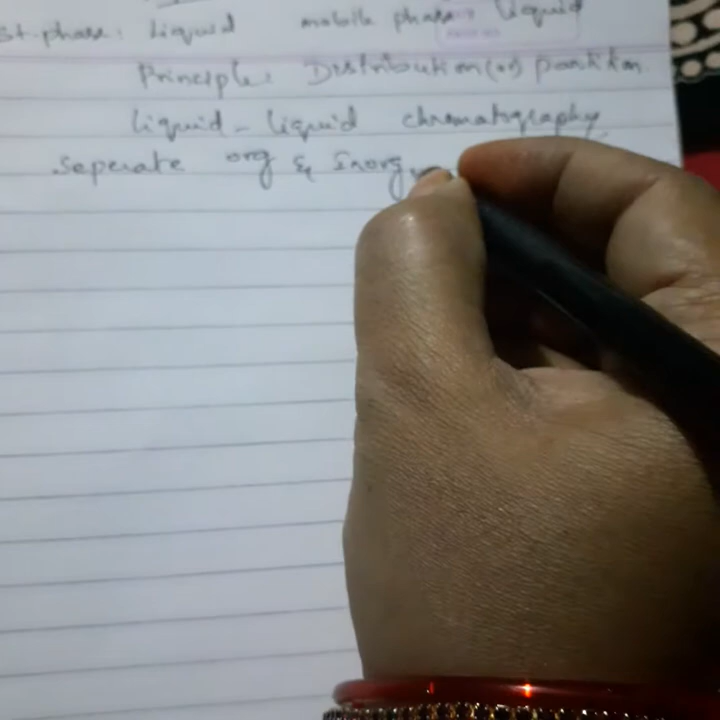 st.phase: Liquid mobile phase: Liquid
Principle: Distribution (or) partition
Liquid - Liquid chromatography
Seperate org & Inorg